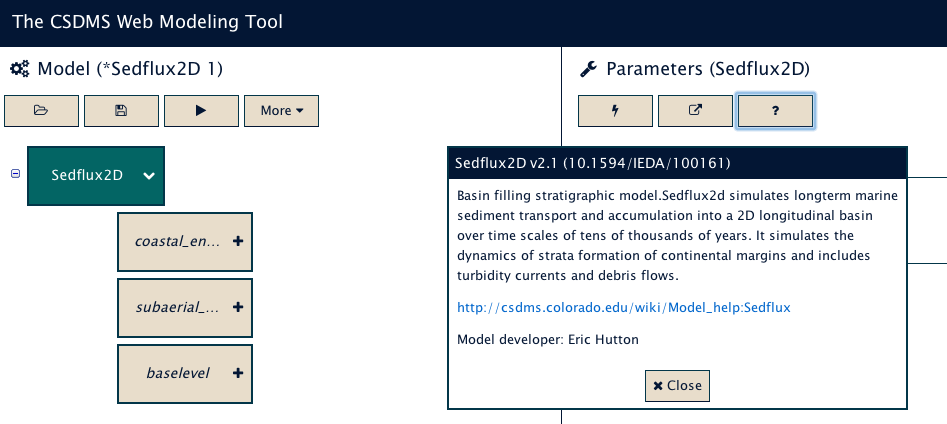 The CSDMS Web Modeling Tool
Model (*Sedflux2D 1)
Parameters (Sedflux2D)
More
?
Sedflux2D
coastal_en...
subaerial_...
baselevel
Sedflux2D v2.1 (10.1594/IEDA/100161)
Basin filling stratigraphic model.Sedflux2d simulates longterm marine
sediment transport and accumulation into a 2D longitudinal basin
over time scales of tens of thousands of years. It simulates the
dynamics of strata formation of continental margins and includes
turbidity currents and debris flows.
http://csdms.colorado.edu/wiki/Model_help:Sedflux
Model developer: Eric Hutton
Close